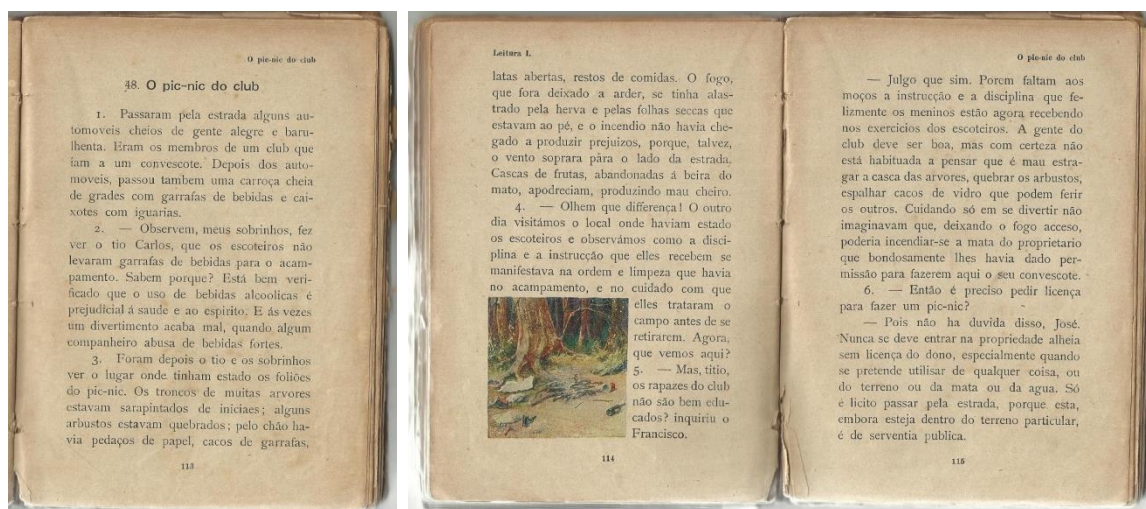 O pic-nic do club
48. O pic-nic do club
1. Passaram pela estrada alguns au-
tomoveis cheios de gente alegre e baru-
lhenta. Eram os membros de um club que
iam a um convescote. Depois dos auto-
moveis, passou tambem uma carroça cheia
de grades com garrafas de bebidas e cai-
xotes com iguarias.
2. — Observem, meus sobrinhos, fez
ver o tio Carlos, que os escoteiros não
levaram garrafas de bebidas para o acam-
pamento. Sabem porque? Está bem veri-
ficado que o uso de bebidas alcoolicas é
prejudicial á saude e ao espirito. E ás vezes
um divertimento acaba mal, quando algum
companheiro abusa de bebidas fortes.
3. Foram depois o tio e os sobrinhos
ver o lugar onde tinham estado os foliões
do pic-nic. Os troncos de muitas arvores
estavam sarapintados de iniciaes; alguns
arbustos estavam quebrados; pelo chão ha-
via pedaços de papel, cacos de garrafas,
113
Leitura I.
latas abertas, restos de comidas. O fogo,
que fora deixado a arder, se tinha alas-
trado pela herva e pelas folhas seccas que
estavam ao pé, e o incendio não havia che-
gado a produzir prejuizos, porque, talvez,
o vento soprara pàra o lado da estrada.
Cascas de frutas, abandonadas á beira do
mato, apodreciam, produzindo mau cheiro.
4. — Olhem que differença! O outro
dia visitámos o local onde haviam estado
os escoteiros e observámos como a disci-
plina e a instrucção que elles recebem se
manifestava na ordem e limpeza que havia
no acampamento, e no cuidado com que
elles trataram o
campo antes de se
retirarem. Agora,
que vemos aqui?
5. — Mas, titio,
os rapazes do club
não são bem edu-
cados? inquiriu o
Francisco.
114
O pic-nic do club
— Julgo que sim. Porem faltam aos
moços a instrucção e a disciplina que fe-
lizmente os meninos estão agora recebendo
nos exercicios dos escoteiros. A gente do
club deve ser boa, mas com certeza não
está habituada a pensar que é mau estra-
gar a casca das arvores, quebrar os arbustos,
espalhar cacos de vidro que podem ferir
os outros. Cuidando só em se divertir não
imaginavam que, deixando o fogo acceso,
poderia incendiar-se a mata do proprietario
que bondosamente lhes havia dado per-
missão para fazerem aqui o seu convescote.
6. — Então é preciso pedir licença
para fazer um pic-nic?
— Pois não ha duvida disso, José.
Nunca se deve entrar na propriedade alheia
sem licença do dono, especialmente quando
se pretende utilisar de qualquer coisa, ou
do terreno ou da mata ou da agua. Só
é licito passar pela estrada, porque esta,
embora esteja dentro do terreno particular,
é de serventia publica.
115